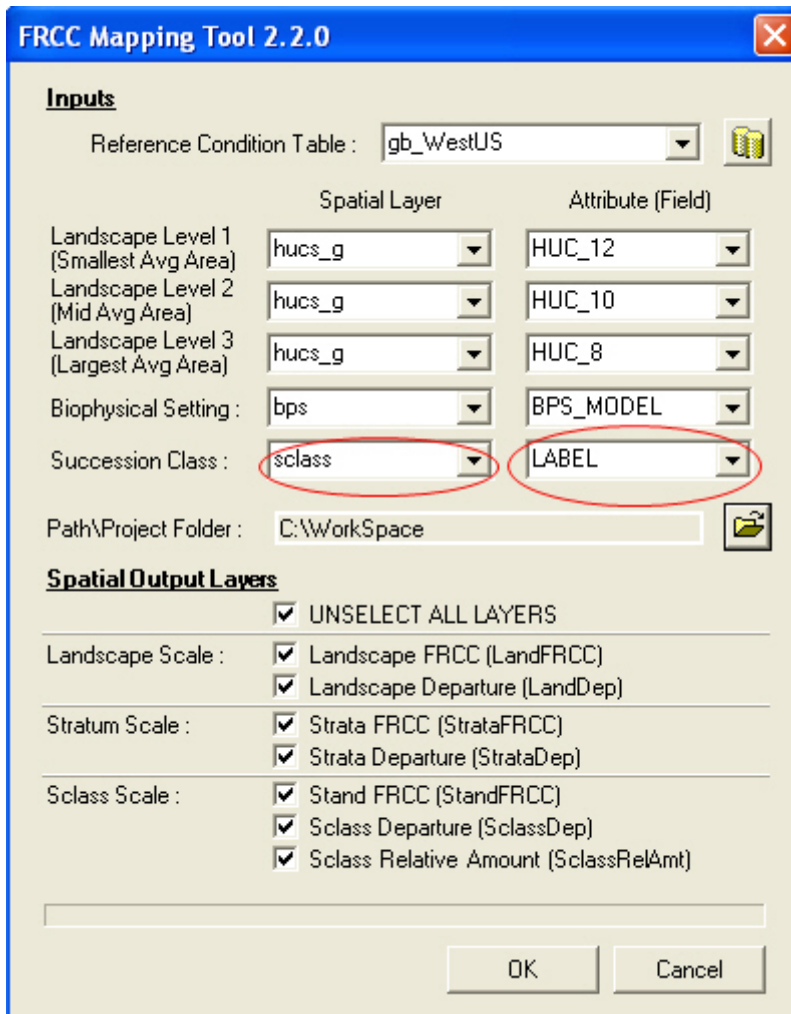 FRCC Mapping Tool 2.2.0
Inputs
Reference Condition Table : gb_WestUS
Spatial Layer Attribute (Field)
Landscape Level 1
(Smallest Avg Area) hucs_g HUC_12
Landscape Level 2
(Mid Avg Area) hucs_g HUC_10
Landscape Level 3
(Largest Avg Area) hucs_g HUC_8
Biophysical Setting : bps BPS_MODEL
Succession Class : sclass LABEL
Path\Project Folder : C:\WorkSpace
Spatial Output Layers
UNSELECT ALL LAYERS
Landscape Scale : Landscape FRCC (LandFRCC)
Landscape Departure (LandDep)
Stratum Scale : Strata FRCC (StrataFRCC)
Strata Departure (StrataDep)
Sclass Scale : Stand FRCC (StandFRCC)
Sclass Departure (SclassDep)
Sclass Relative Amount (SclassRelAmt)
OK Cancel